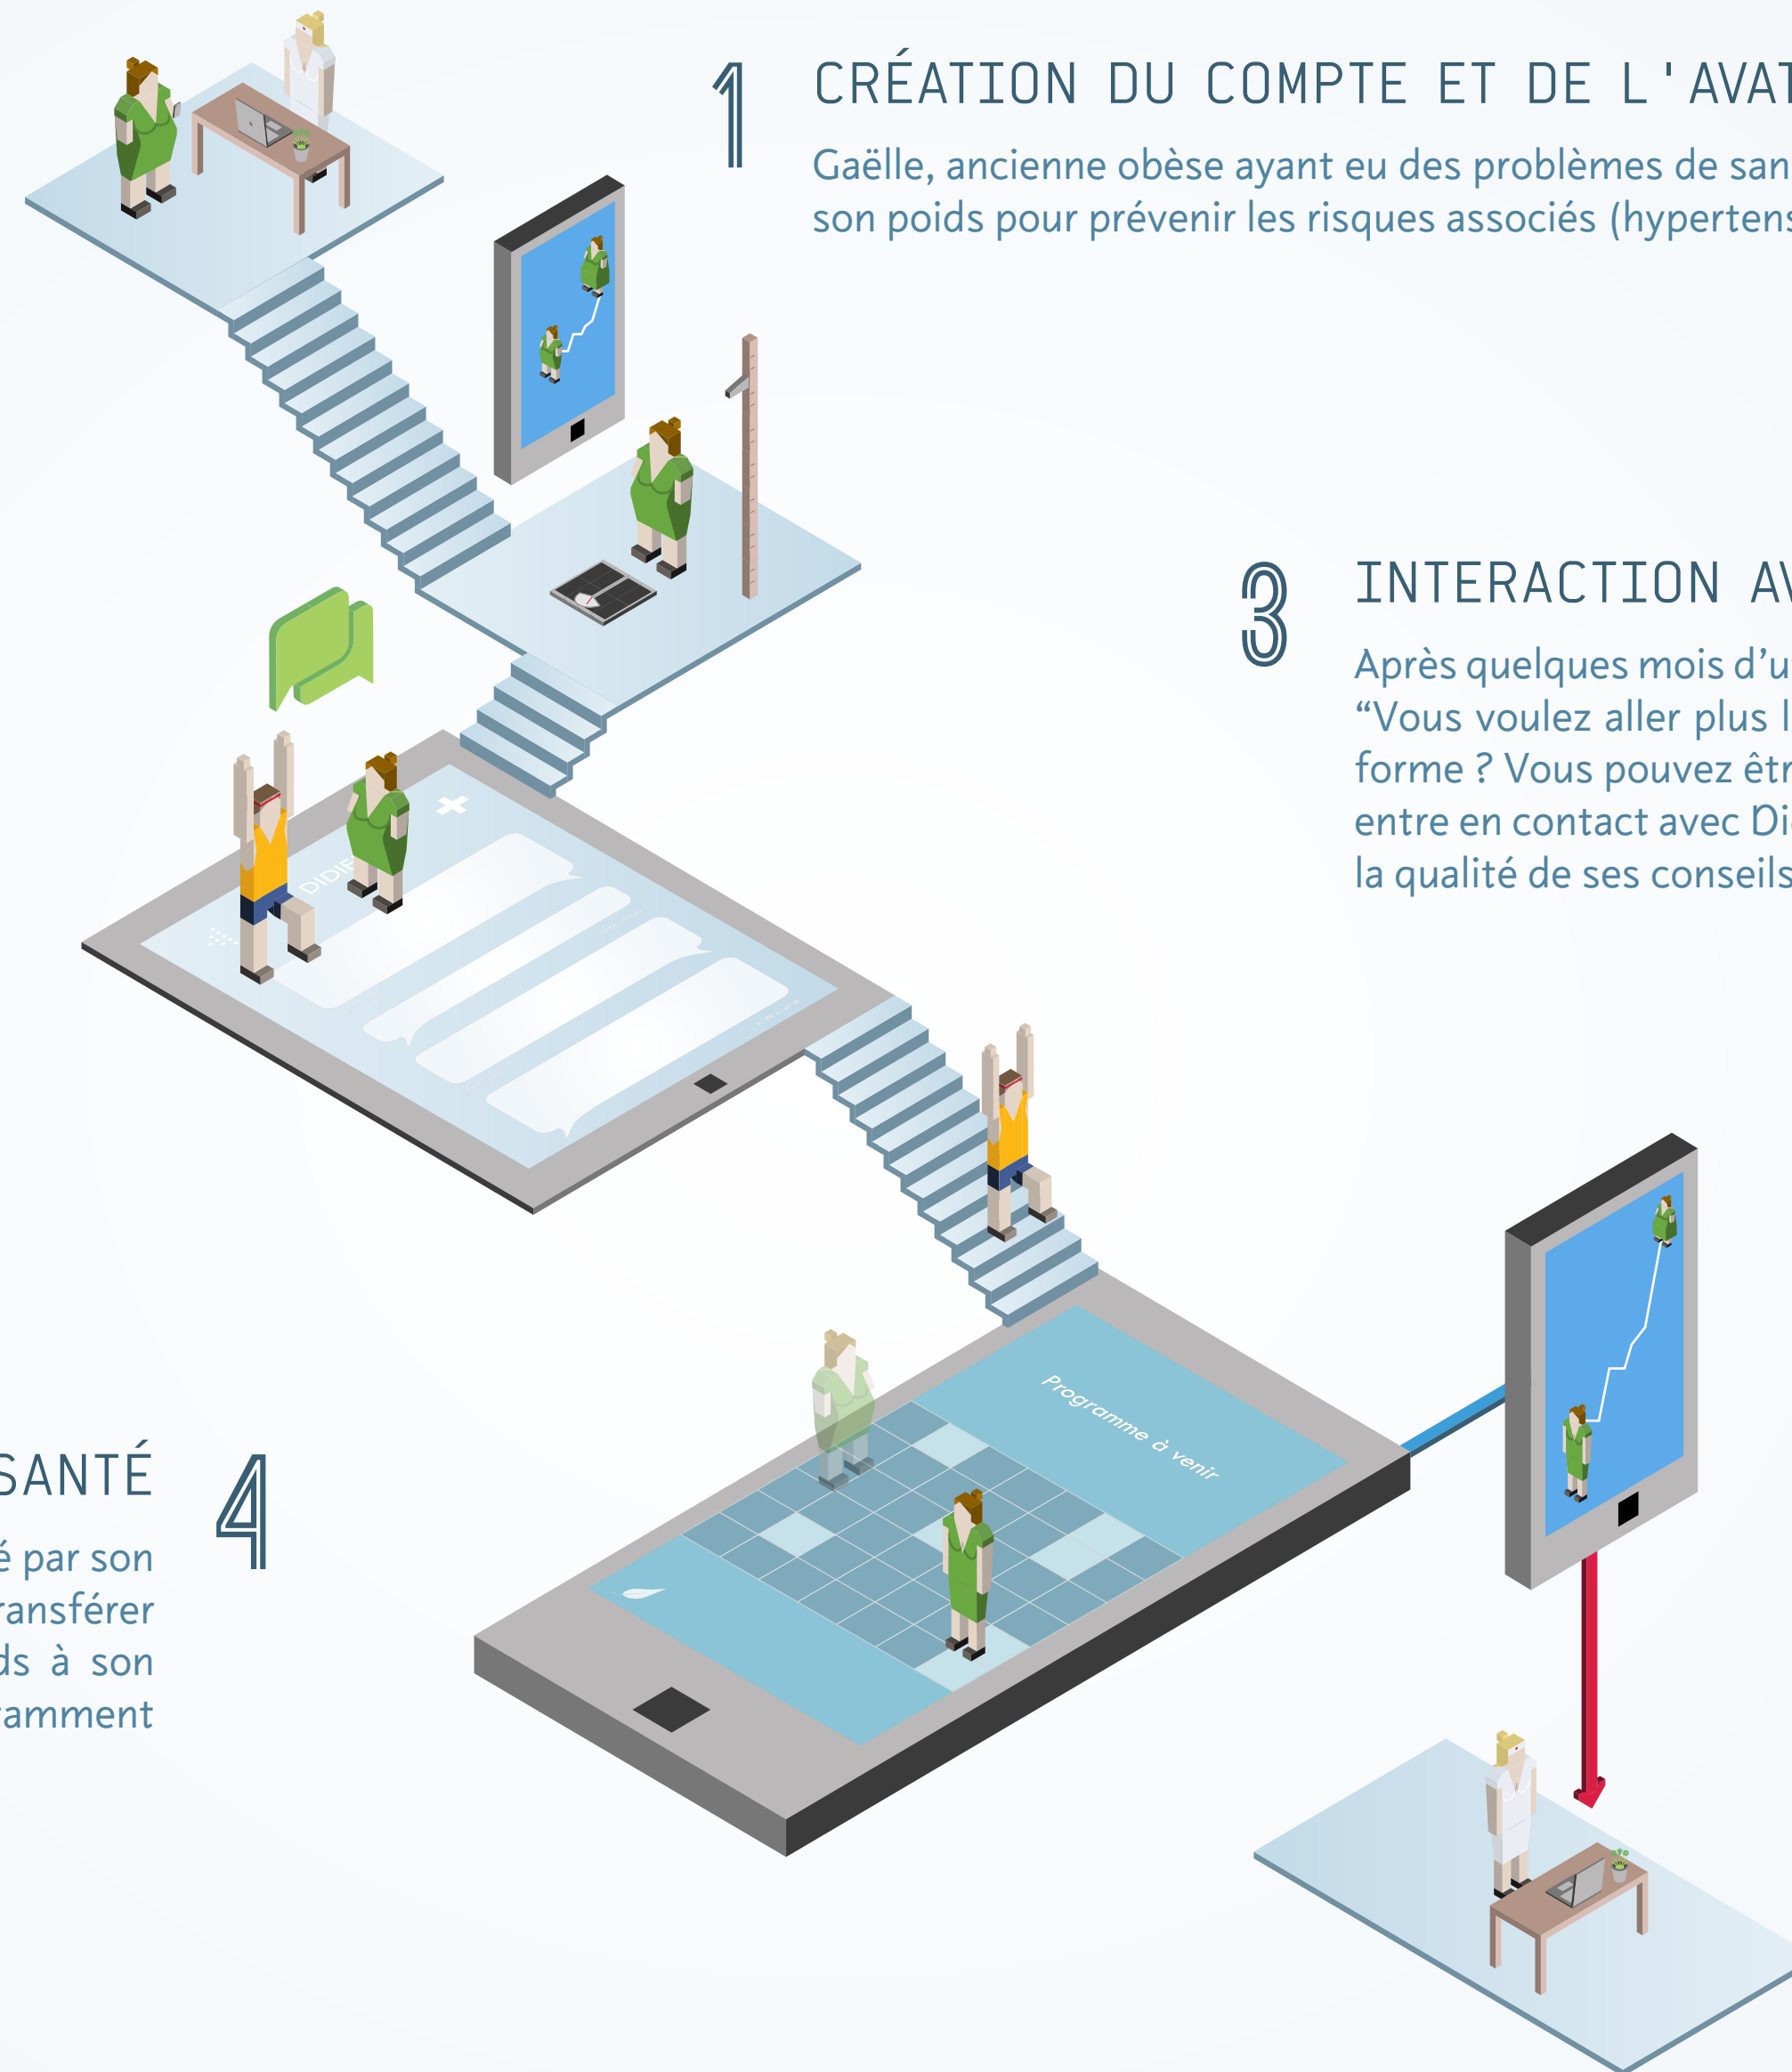 1
CRÉATION DU COMPTE ET DE L'AVAT
Gaëlle, ancienne obèse ayant eu des problèmes de san
son poids pour prévenir les risques associés (hypertens
3
INTERACTION AV
Après quelques mois d’u
“Vous voulez aller plus l
forme ? Vous pouvez êtr
entre en contact avec Di
la qualité de ses conseils
DIDIE
Programme à venir
SANTÉ
4
é par son
ransférer
ds à son
tamment